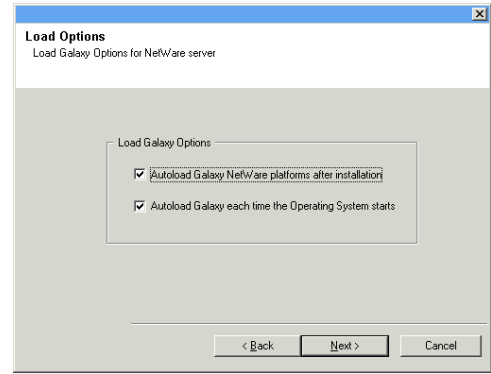 Load Options
Load Galaxy Options for NetWare server
Load Galaxy Options
Autoload Galaxy NetWare platforms after installation
Autoload Galaxy each time the Operating System starts
< Back
Next >
Cancel